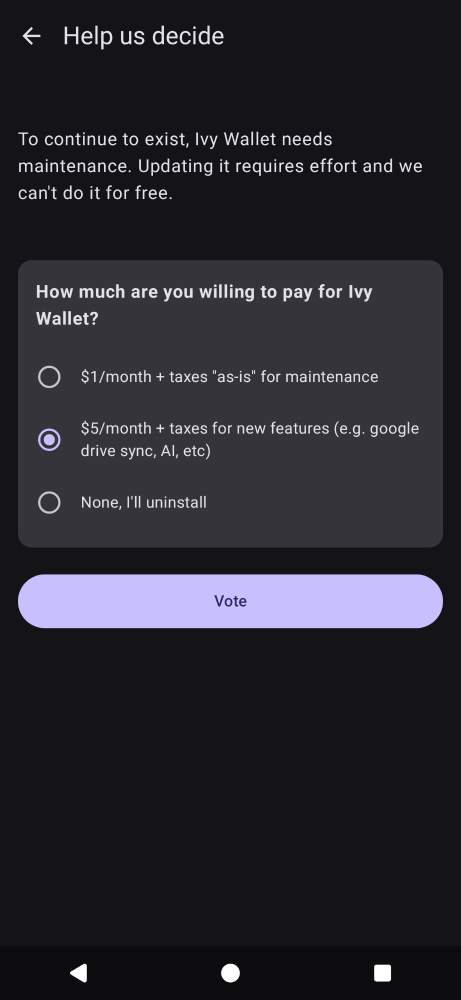 Help us decide
To continue to exist, Ivy Wallet needs
maintenance. Updating it requires effort and we
can't do it for free.
How much are you willing to pay for Ivy
Wallet?
$1/month + taxes "as-is" for maintenance
$5/month + taxes for new features (e.g. google
drive sync, AI, etc)
None, I'll uninstall
Vote